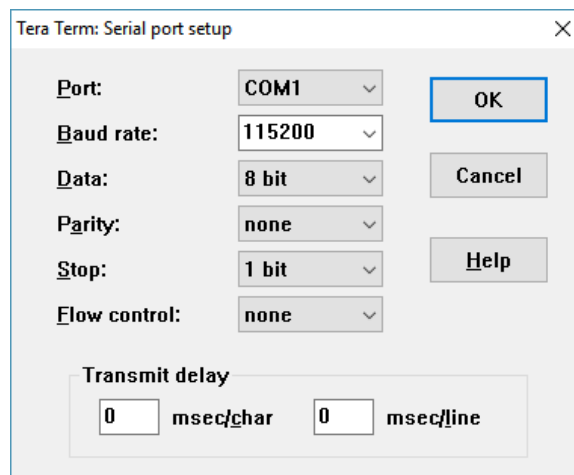 Tera Term: Serial port setup
Port: COM1 OK
Baud rate: 115200
Data: 8 bit Cancel
Parity: none
Stop: 1 bit Help
Flow control: none
Transmit delay
0 msec/char 0 msec/line